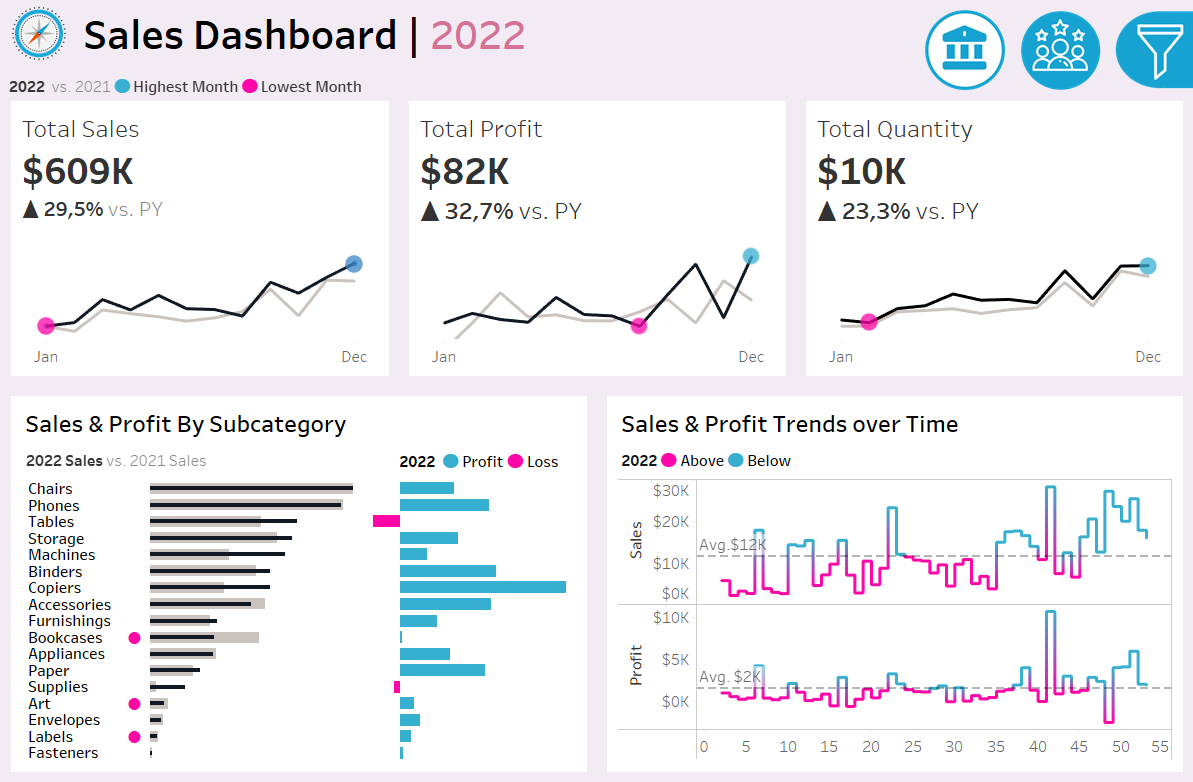 Sales Dashboard | 2022
2022 vs. 2021 Highest Month Lowest Month
Total Sales
$609K
▲ 29,5% vs. PY
Jan Dec
Total Profit
$82K
▲ 32,7% vs. PY
Jan Dec
Total Quantity
$10K
▲ 23,3% vs. PY
Jan Dec
Sales & Profit By Subcategory
2022 Sales vs. 2021 Sales
2022 Profit Loss
Chairs
Phones
Tables
Storage
Machines
Binders
Copiers
Accessories
Furnishings
Bookcases
Appliances
Paper
Supplies
Art
Envelopes
Labels
Fasteners
Sales & Profit Trends over Time
2022 Above Below
Sales
$30K
$20K
Avg.$12K
$10K
$0K
Profit
$10K
$5K
Avg. $2K
$0K
0 5 10 15 20 25 30 35 40 45 50 55